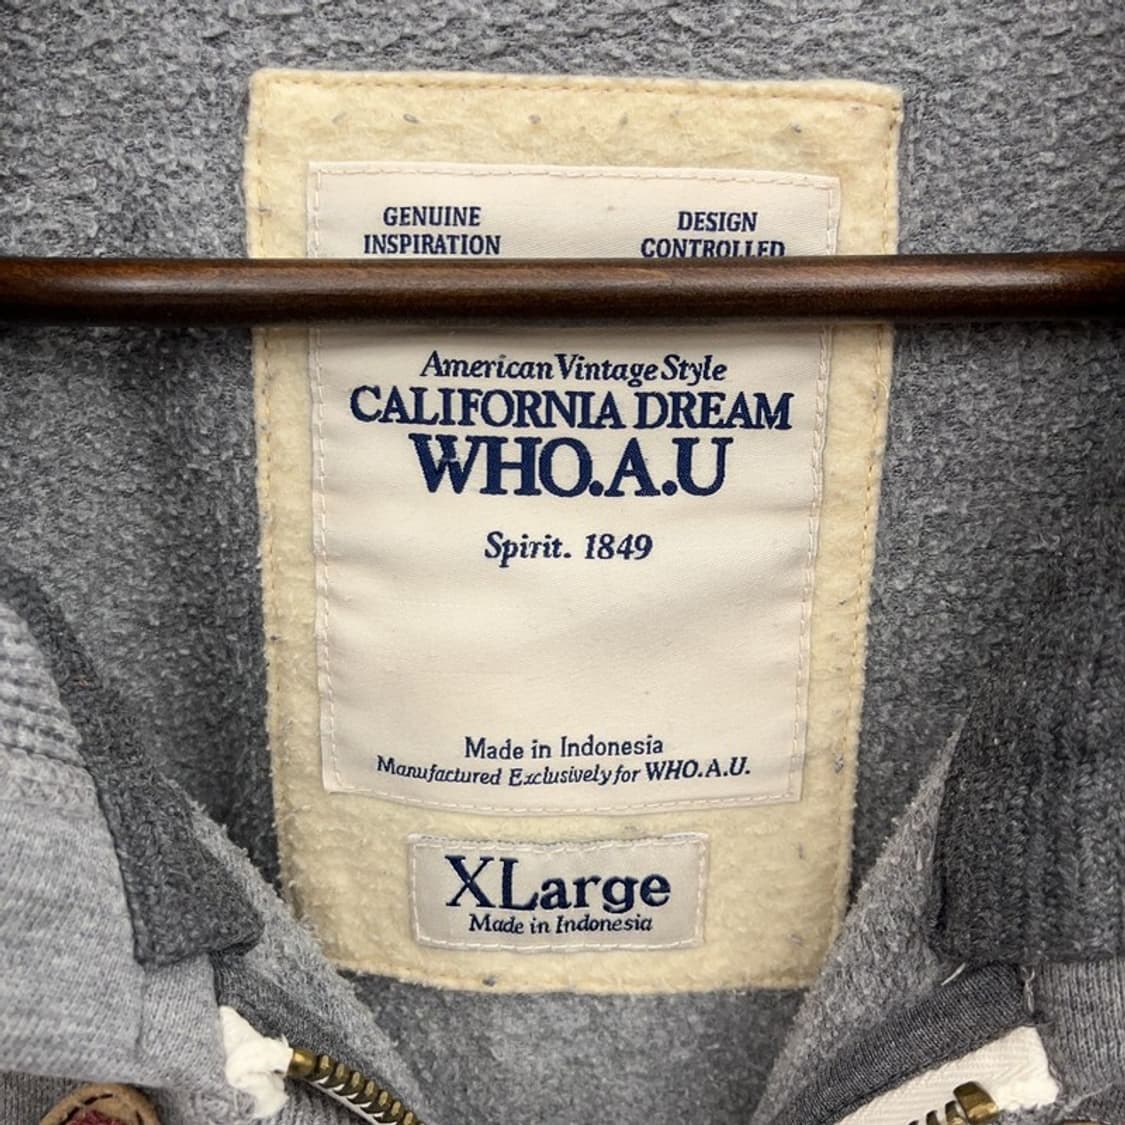 GENUINE
INSPIRATION
DESIGN
CONTROLLED
American Vintage Style
CALIFORNIA DREAM
WHO.A.U
Spirit. 1849
Made in Indonesia
Manufactured Exclusively for WHO.A.U.
XLarge
Made in Indonesia